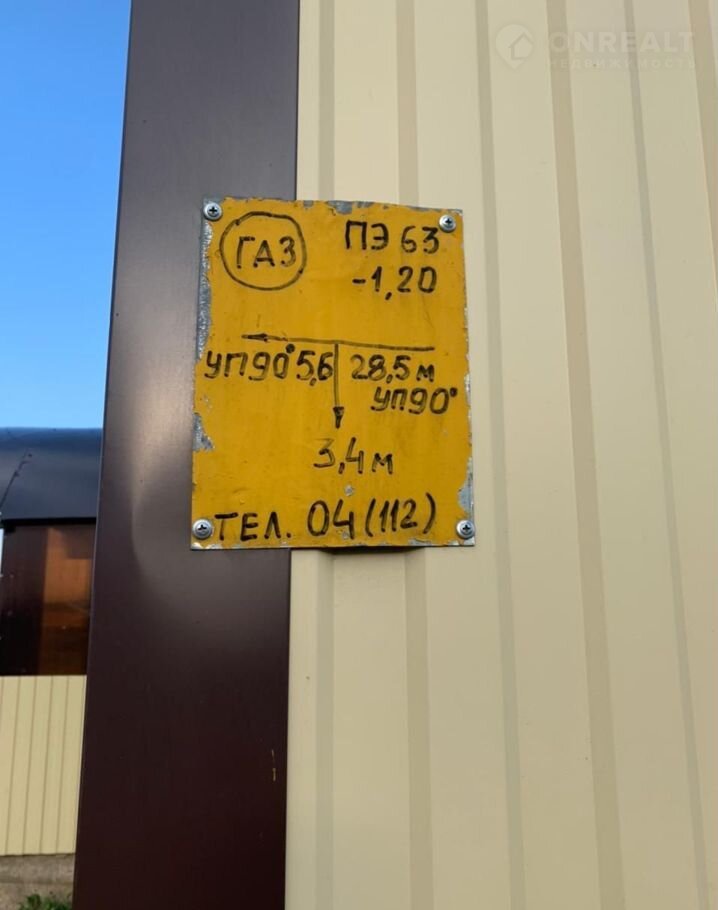 ONREALT
НЕДВИЖИМОСТЬ
ГАЗ ПЭ 63
-1,20
УП90° 5,6 28,5 м
УП90°
3,4 м
ТЕЛ. 04 (112)